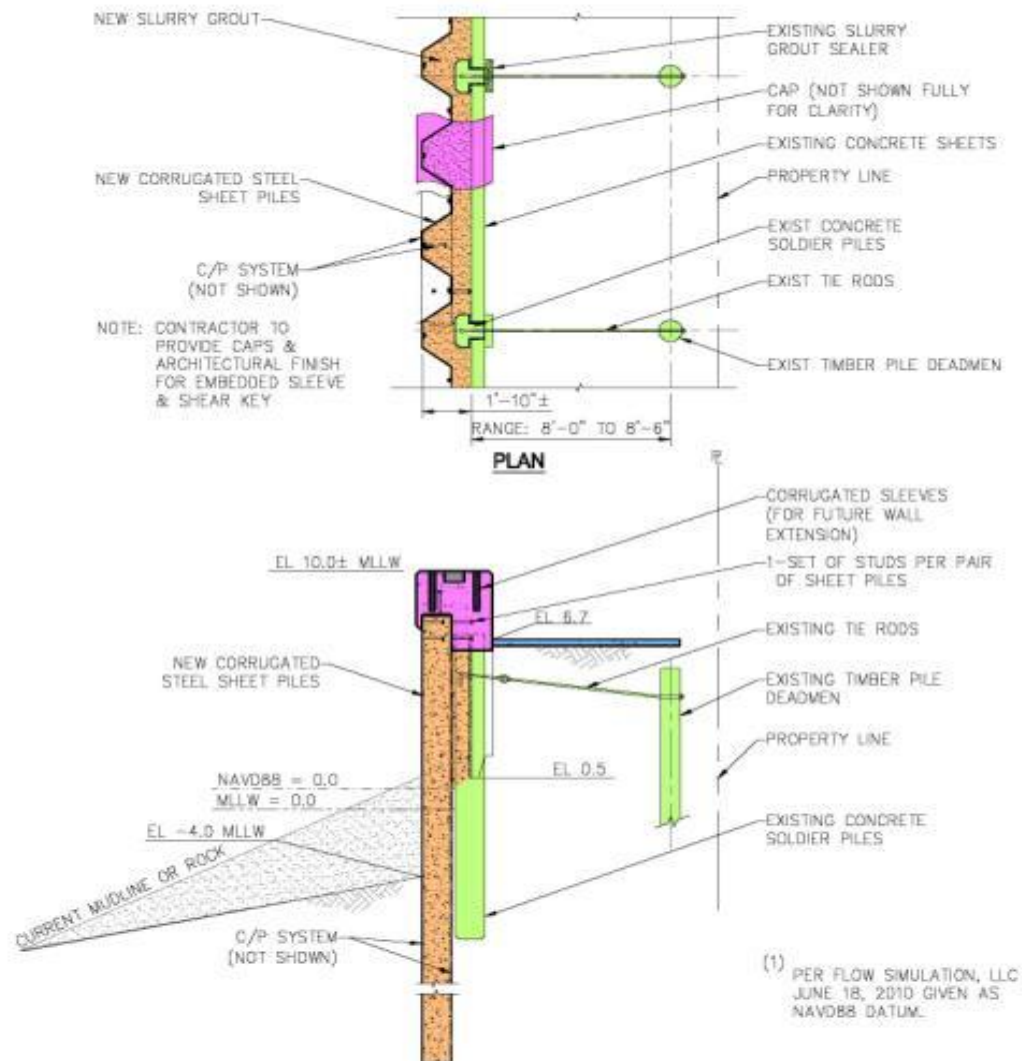 NEW SLURRY GROUT
EXISTING SLURRY
GROUT SEALER
CAP (NOT SHOWN FULLY
FOR CLARITY)
EXISTING CONCRETE SHEETS
NEW CORRUGATED STEEL
SHEET PILES
PROPERTY LINE
EXIST CONCRETE
SOLDIER PILES
C/P SYSTEM
(NOT SHOWN)
EXIST TIE RODS
NOTE: CONTRACTOR TO
PROVIDE CAPS &
ARCHITECTURAL FINISH
FOR EMBEDDED SLEEVE
& SHEAR KEY
EXIST TIMBER PILE DEADMEN
1'-10"±
RANGE: 8'-0" TO 8'-6"
PLAN
PL
CORRUGATED SLEEVES
(FOR FUTURE WALL
EXTENSION)
EL 10.0± MLLW
1-SET OF STUDS PER PAIR
OF SHEET PILES
EL 6.7
EXISTING TIE RODS
NEW CORRUGATED
STEEL SHEET PILES
EXISTING TIMBER PILE
DEADMEN
PROPERTY LINE
EL 0.5
NAVD88 = 0.0
MLLW = 0.0
EL -4.0 MLLW
EXISTING CONCRETE
SOLDIER PILES
CURRENT MUDLINE OR ROCK
C/P SYSTEM
(NOT SHOWN)
(1) PER FLOW SIMULATION, LLC
JUNE 18, 2010 GIVEN AS
NAVD88 DATUM.